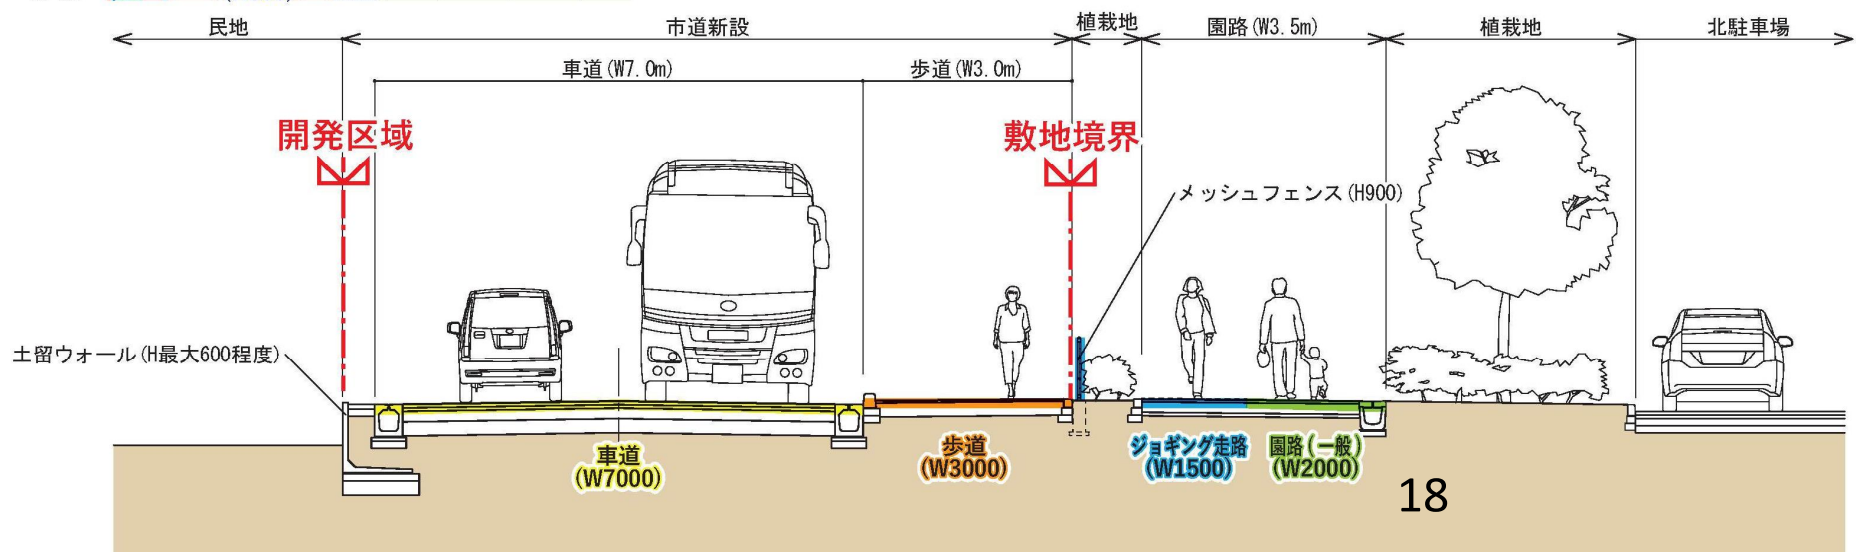 民地
市道新設
植栽地
園路(W3.5m)
植栽地
北駐車場
車道(W7.0m)
歩道(W3.0m)
開発区域
敷地境界
メッシュフェンス(H900)
土留ウォール(H最大600程度)
車道
(W7000)
歩道
(W3000)
ジョギング走路
(W1500)
園路(一般)
(W2000)
18